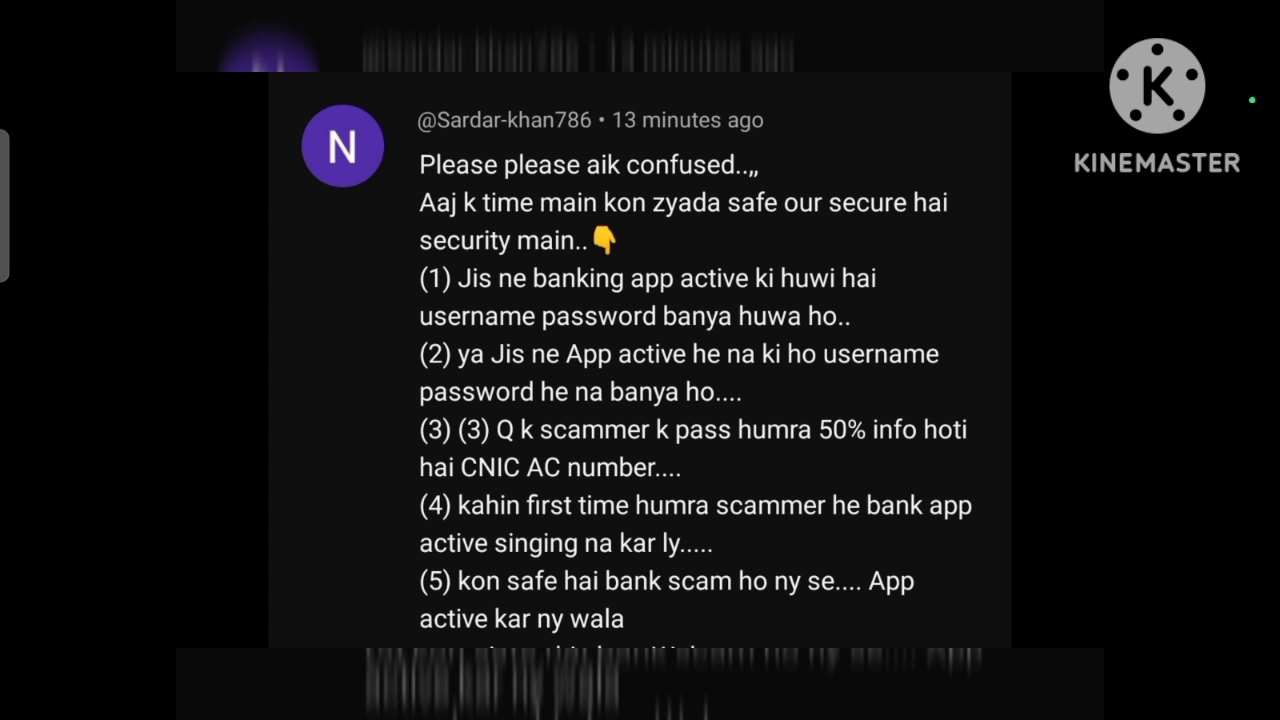 @Sardar-khan786 • 13 minutes ago
Please please aik confused..,,
Aaj k time main kon zyada safe our secure hai
security main..👇
(1) Jis ne banking app active ki huwi hai
username password banya huwa ho..
(2) ya Jis ne App active he na ki ho username
password he na banya ho....
(3) (3) Q k scammer k pass humra 50% info hoti
hai CNIC AC number....
(4) kahin first time humra scammer he bank app
active singing na kar ly.....
(5) kon safe hai bank scam ho ny se.... App
active kar ny wala
N
K
KINEMASTER